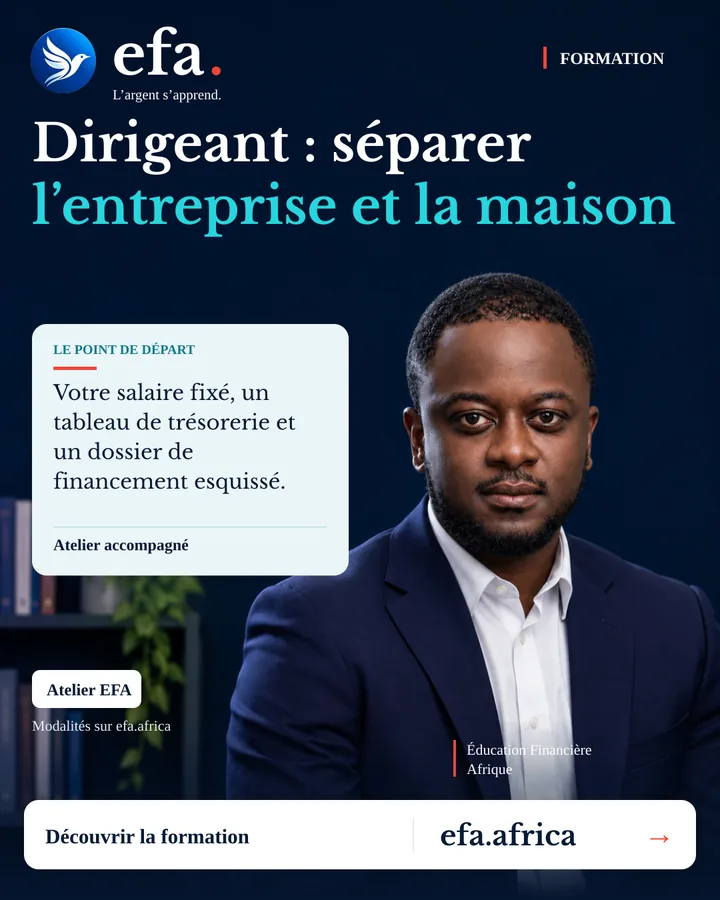 efa.
L’argent s’apprend.
FORMATION
Dirigeant : séparer
l’entreprise et la maison
LE POINT DE DÉPART
Votre salaire fixé, un
tableau de trésorerie et
un dossier de
financement esquissé.
Atelier accompagné
Atelier EFA
Modalités sur efa.africa
Éducation Financière
Afrique
Découvrir la formation
efa.africa →